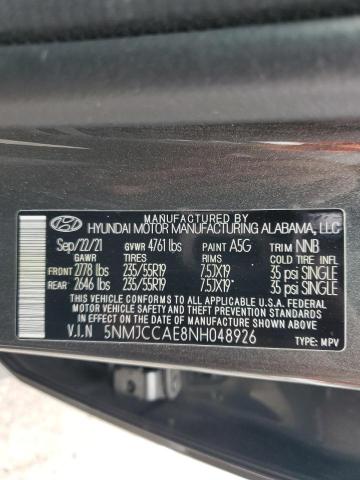 HYUNDAI
MANUFACTURED BY
HYUNDAI MOTOR MANUFACTURING ALABAMA, LLC
Sep/22/21 GVWR 4761 lbs PAINT A5G TRIM NNB
GAWR TIRES RIMS COLD TIRE INFL
FRONT 2778 lbs 235/55R19 7.5JX19 35 psi SINGLE
REAR 2646 lbs 235/55R19 7.5JX19 35 psi SINGLE
THIS VEHICLE CONFORMS TO ALL APPLICABLE U.S.A. FEDERAL
MOTOR VEHICLE SAFETY, BUMPER,
AND THEFT PREVENTION STANDARDS
IN EFFECT ON THE DATE OF MANUFACTURE SHOWN ABOVE.
V.I.N 5NMJCCAE8NH048926 TYPE: MPV